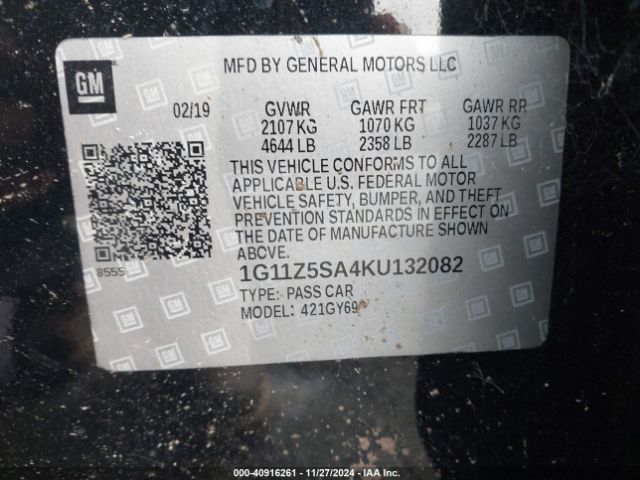 GM
MFD BY GENERAL MOTORS LLC
02/19
GVWR GAWR FRT GAWR RR
2107 KG 1070 KG 1037 KG
4644 LB 2358 LB 2287 LB
THIS VEHICLE CONFORMS TO ALL
APPLICABLE U.S. FEDERAL MOTOR
VEHICLE SAFETY, BUMPER, AND THEFT
PREVENTION STANDARDS IN EFFECT ON
THE DATE OF MANUFACTURE SHOWN
ABOVE.
8555
1G11Z5SA4KU132082
TYPE: PASS CAR
MODEL: 421GY69
COPART: 000-40916261 - 11/27/2024 - IAA Inc.